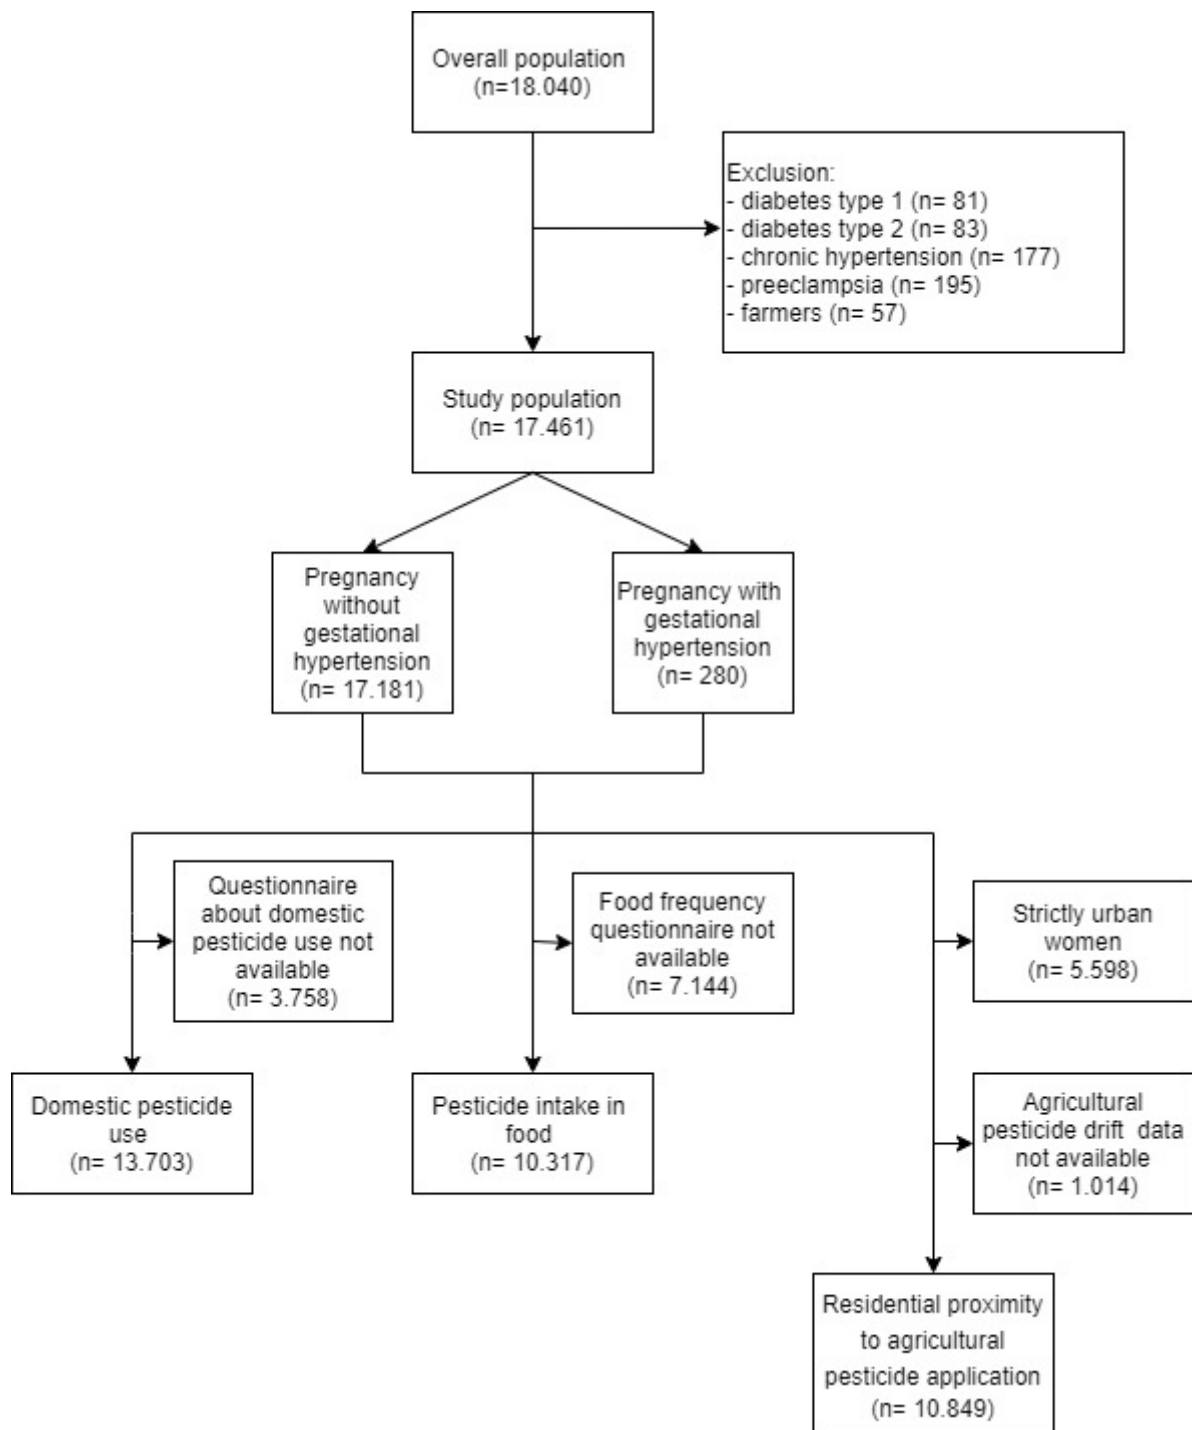 Overall population
(n=18.040)
Exclusion:
- diabetes type 1 (n= 81)
- diabetes type 2 (n= 83)
- chronic hypertension (n= 177)
- preeclampsia (n= 195)
- farmers (n= 57)
Study population
(n= 17.461)
Pregnancy
without
gestational
hypertension
(n= 17.181)
Pregnancy with
gestational
hypertension
(n= 280)
Questionnaire
about domestic
pesticide use not
available
(n= 3.758)
Food frequency
questionnaire not
available
(n= 7.144)
Strictly urban
women
(n= 5.598)
Domestic pesticide
use
(n= 13.703)
Pesticide intake in
food
(n= 10.317)
Agricultural
pesticide drift data
not available
(n= 1.014)
Residential proximity
to agricultural
pesticide application
(n= 10.849)